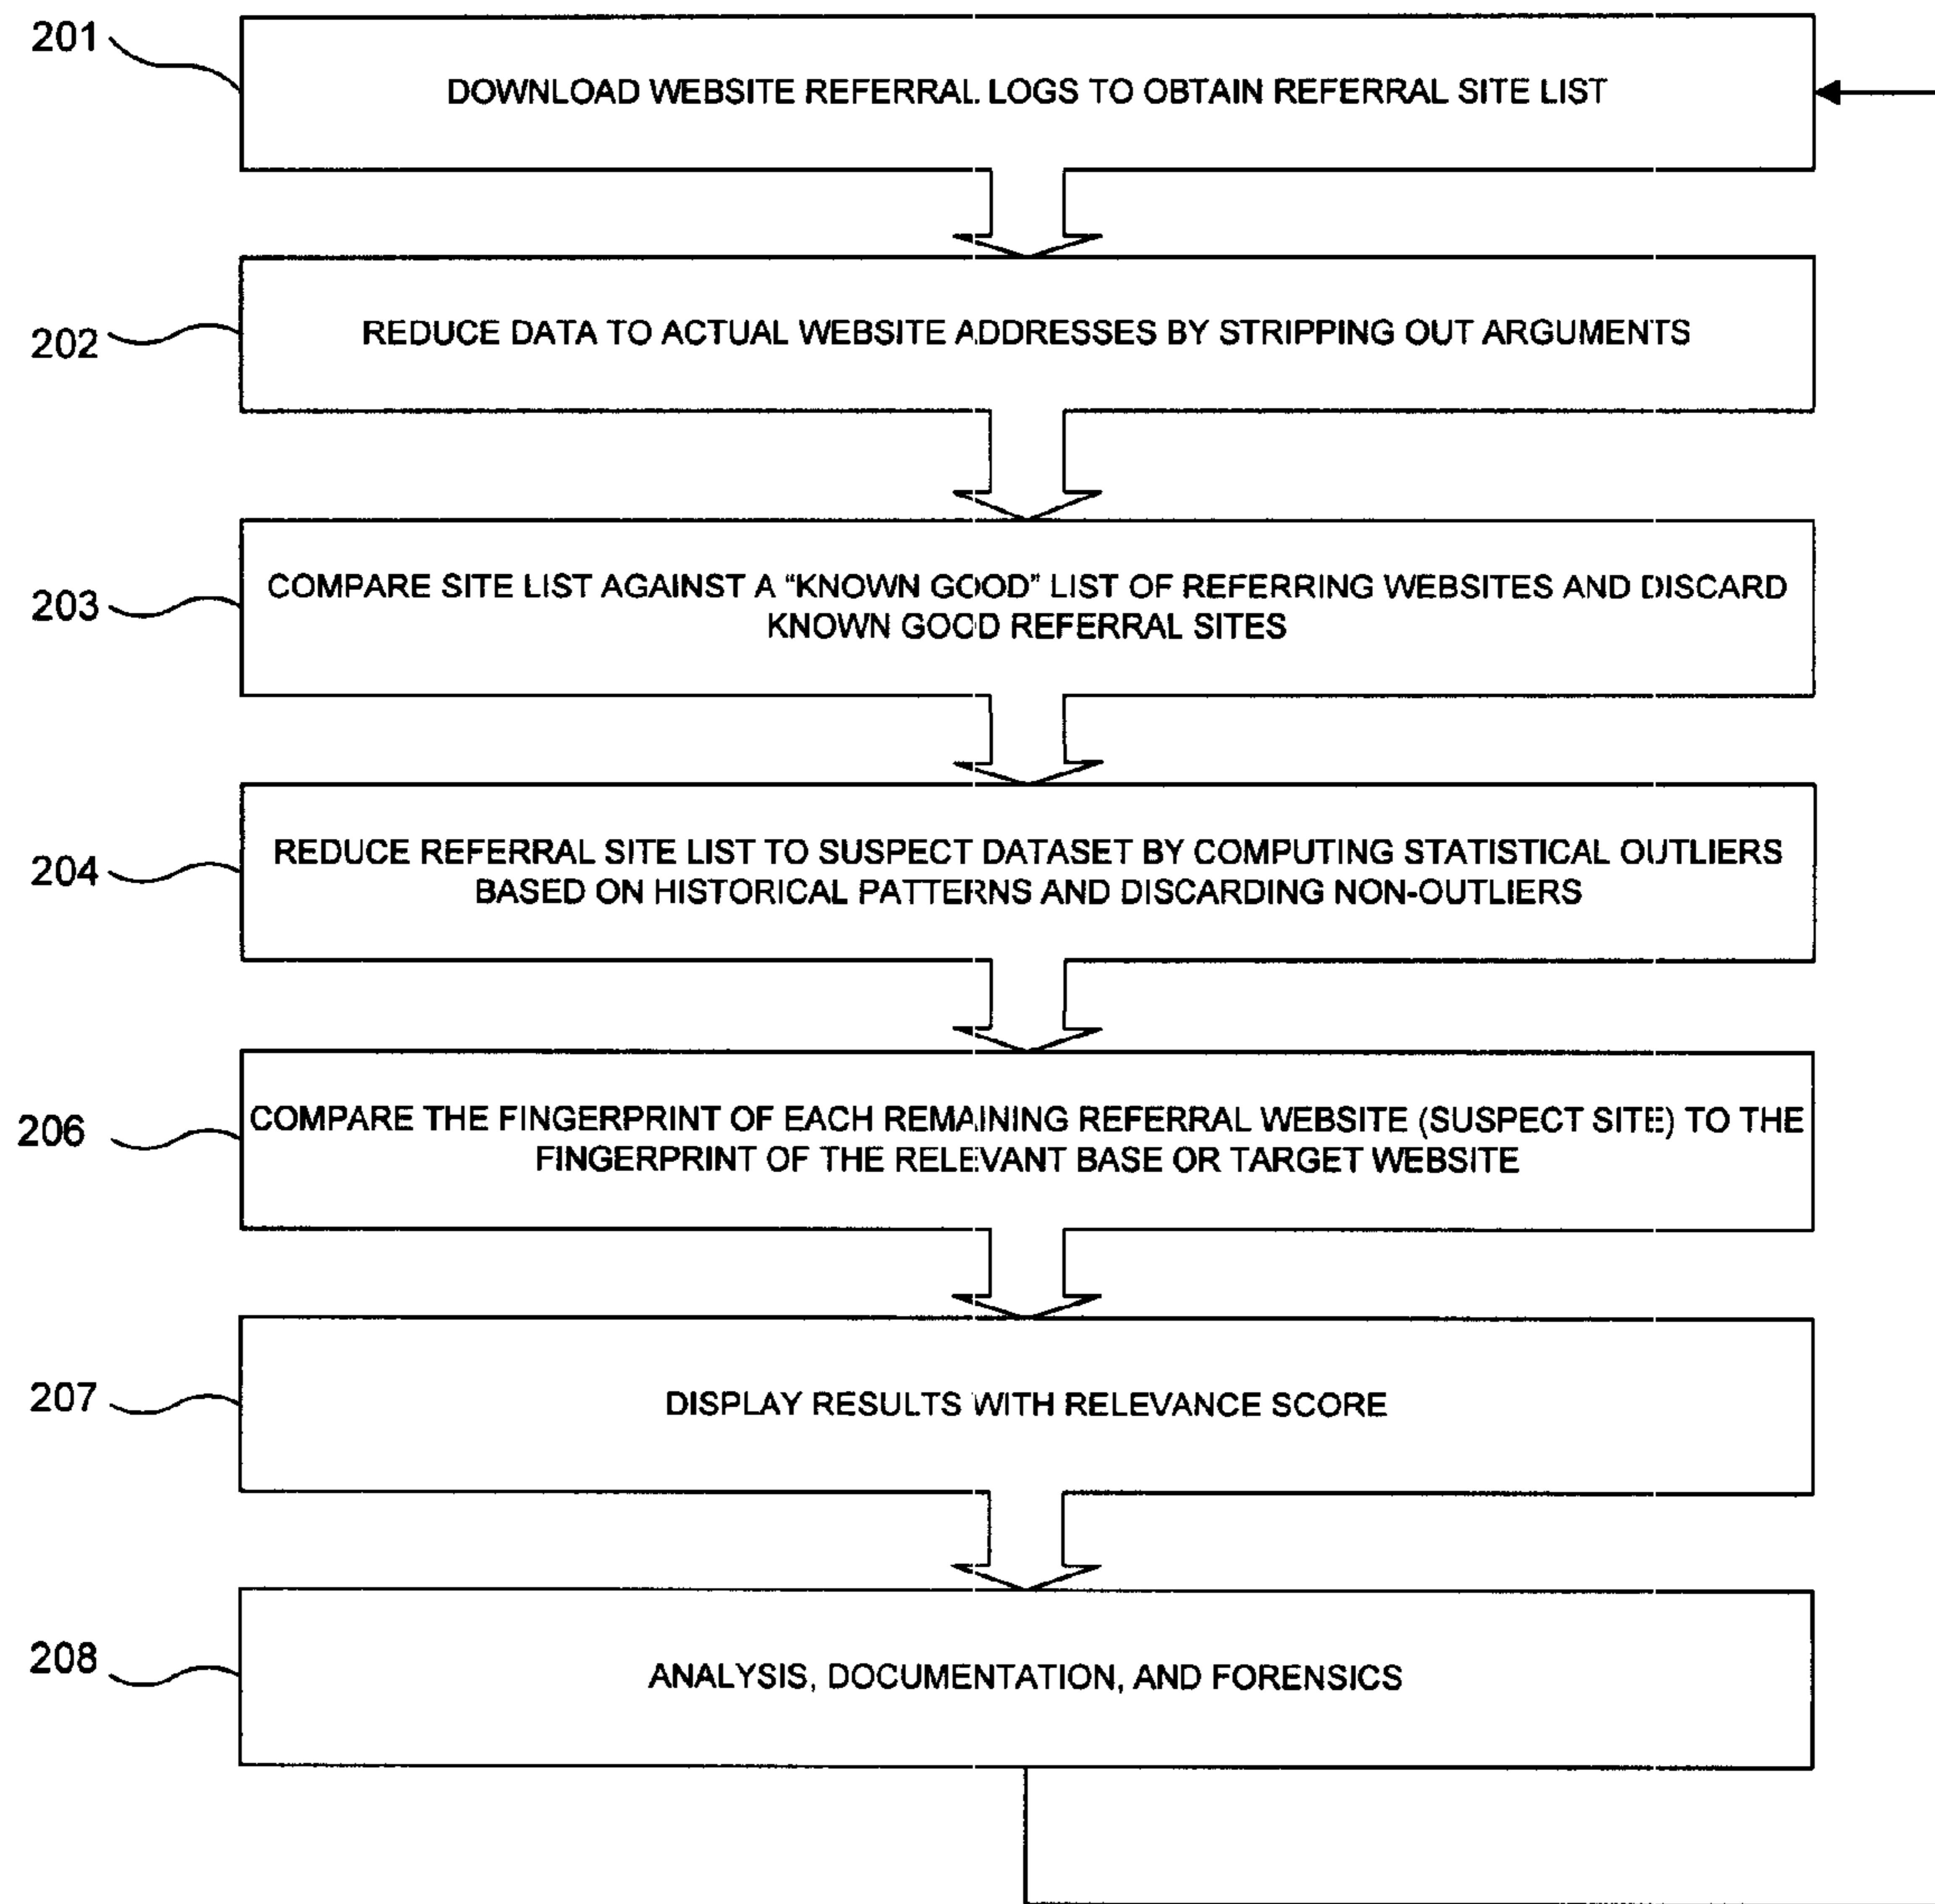 201
DOWNLOAD WEBSITE REFERRAL LOGS TO OBTAIN REFERRAL SITE LIST
202
REDUCE DATA TO ACTUAL WEBSITE ADDRESSES BY STRIPPING OUT ARGUMENTS
203
COMPARE SITE LIST AGAINST A “KNOWN GOOD” LIST OF REFERRING WEBSITES AND DISCARD
KNOWN GOOD REFERRAL SITES
204
REDUCE REFERRAL SITE LIST TO SUSPECT DATASET BY COMPUTING STATISTICAL OUTLIERS
BASED ON HISTORICAL PATTERNS AND DISCARDING NON-OUTLIERS
206
COMPARE THE FINGERPRINT OF EACH REMAINING REFERRAL WEBSITE (SUSPECT SITE) TO THE
FINGERPRINT OF THE RELEVANT BASE OR TARGET WEBSITE
207
DISPLAY RESULTS WITH RELEVANCE SCORE
208
ANALYSIS, DOCUMENTATION, AND FORENSICS